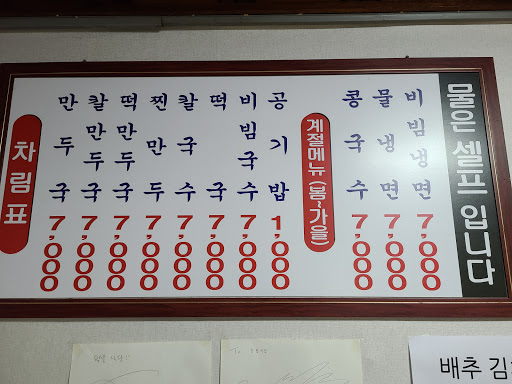 차림표
만두국 7,000
칼만두국 7,000
떡만두국 7,000
찐만두 7,000
칼국수 7,000
떡국 7,000
비빔국수 7,000
공기밥 1,000
계절메뉴(봄~가을)
콩국수 7,000
물냉면 7,000
비빔냉면 7,000
물은 셀프 입니다
배추 김